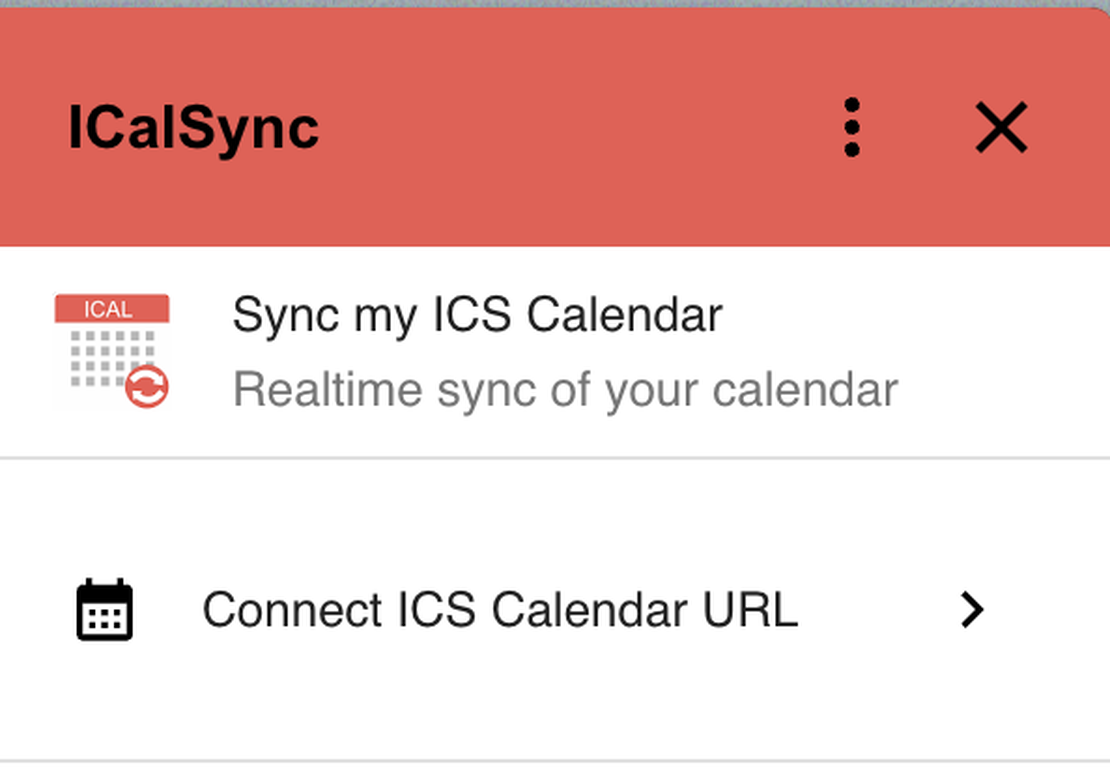 ICalSync
ICAL
Sync my ICS Calendar
Realtime sync of your calendar
Connect ICS Calendar URL